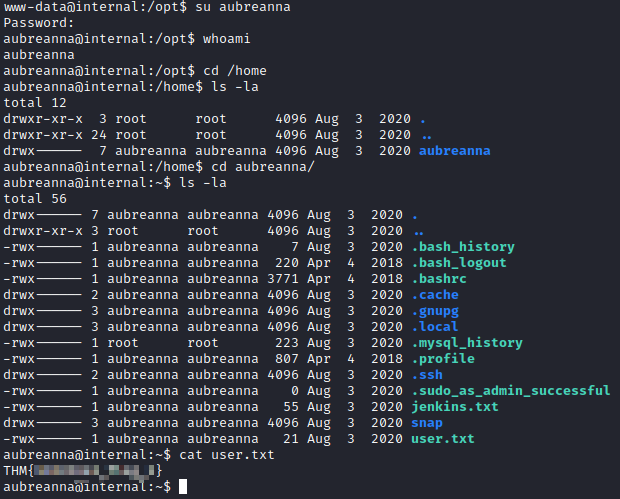 www-data@internal:/opt$ su aubreanna
Password:
aubreanna@internal:/opt$ whoami
aubreanna
aubreanna@internal:/opt$ cd /home
aubreanna@internal:/home$ ls -la
total 12
drwxr-xr-x  3 root      root      4096 Aug  3  2020 .
drwxr-xr-x 24 root      root      4096 Aug  3  2020 ..
drwx------  7 aubreanna aubreanna 4096 Aug  3  2020 aubreanna
aubreanna@internal:/home$ cd aubreanna/
aubreanna@internal:~$ ls -la
total 56
drwx------ 7 aubreanna aubreanna 4096 Aug  3  2020 .
drwxr-xr-x 3 root      root      4096 Aug  3  2020 ..
-rwx------ 1 aubreanna aubreanna    7 Aug  3  2020 .bash_history
-rwx------ 1 aubreanna aubreanna  220 Apr  4  2018 .bash_logout
-rwx------ 1 aubreanna aubreanna 3771 Apr  4  2018 .bashrc
drwx------ 2 aubreanna aubreanna 4096 Aug  3  2020 .cache
drwx------ 3 aubreanna aubreanna 4096 Aug  3  2020 .gnupg
drwx------ 3 aubreanna aubreanna 4096 Aug  3  2020 .local
-rwx------ 1 root      root       223 Aug  3  2020 .mysql_history
-rwx------ 1 aubreanna aubreanna  807 Apr  4  2018 .profile
drwx------ 2 aubreanna aubreanna 4096 Aug  3  2020 .ssh
-rwx------ 1 aubreanna aubreanna    0 Aug  3  2020 .sudo_as_admin_successful
-rwx------ 1 aubreanna aubreanna   55 Aug  3  2020 jenkins.txt
drwx------ 3 aubreanna aubreanna 4096 Aug  3  2020 snap
-rwx------ 1 aubreanna aubreanna   21 Aug  3  2020 user.txt
aubreanna@internal:~$ cat user.txt
THM{ }
aubreanna@internal:~$